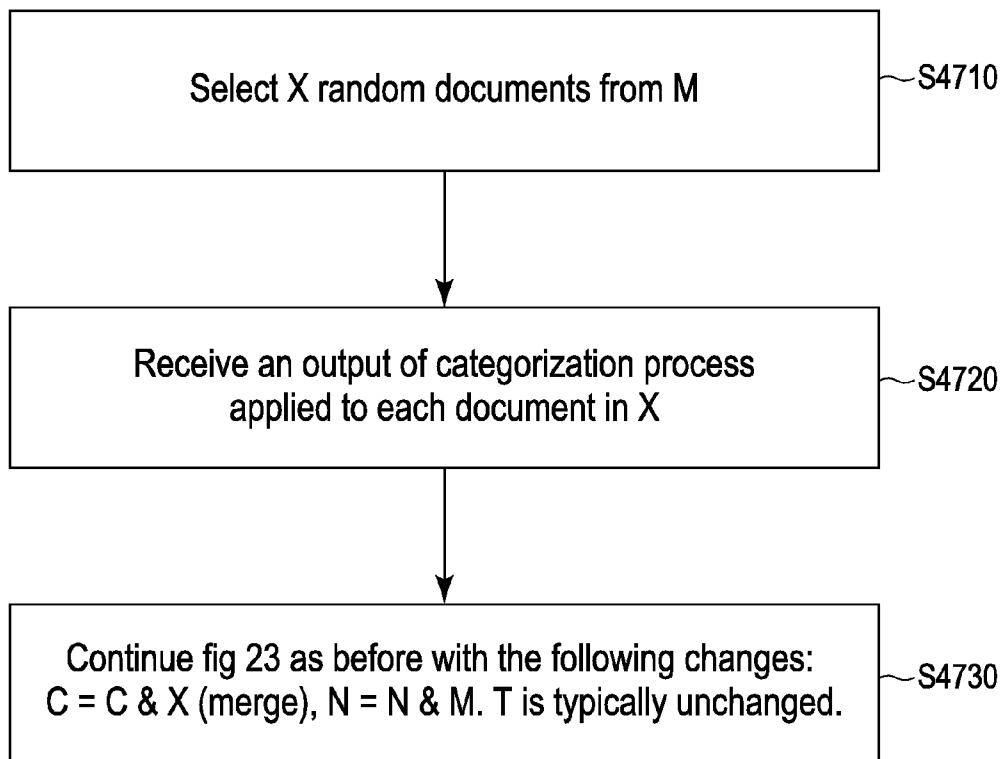 Select X random documents from M
S4710
Receive an output of categorization process
applied to each document in X
S4720
Continue fig 23 as before with the following changes:
C = C & X (merge), N = N & M. T is typically unchanged.
S4730